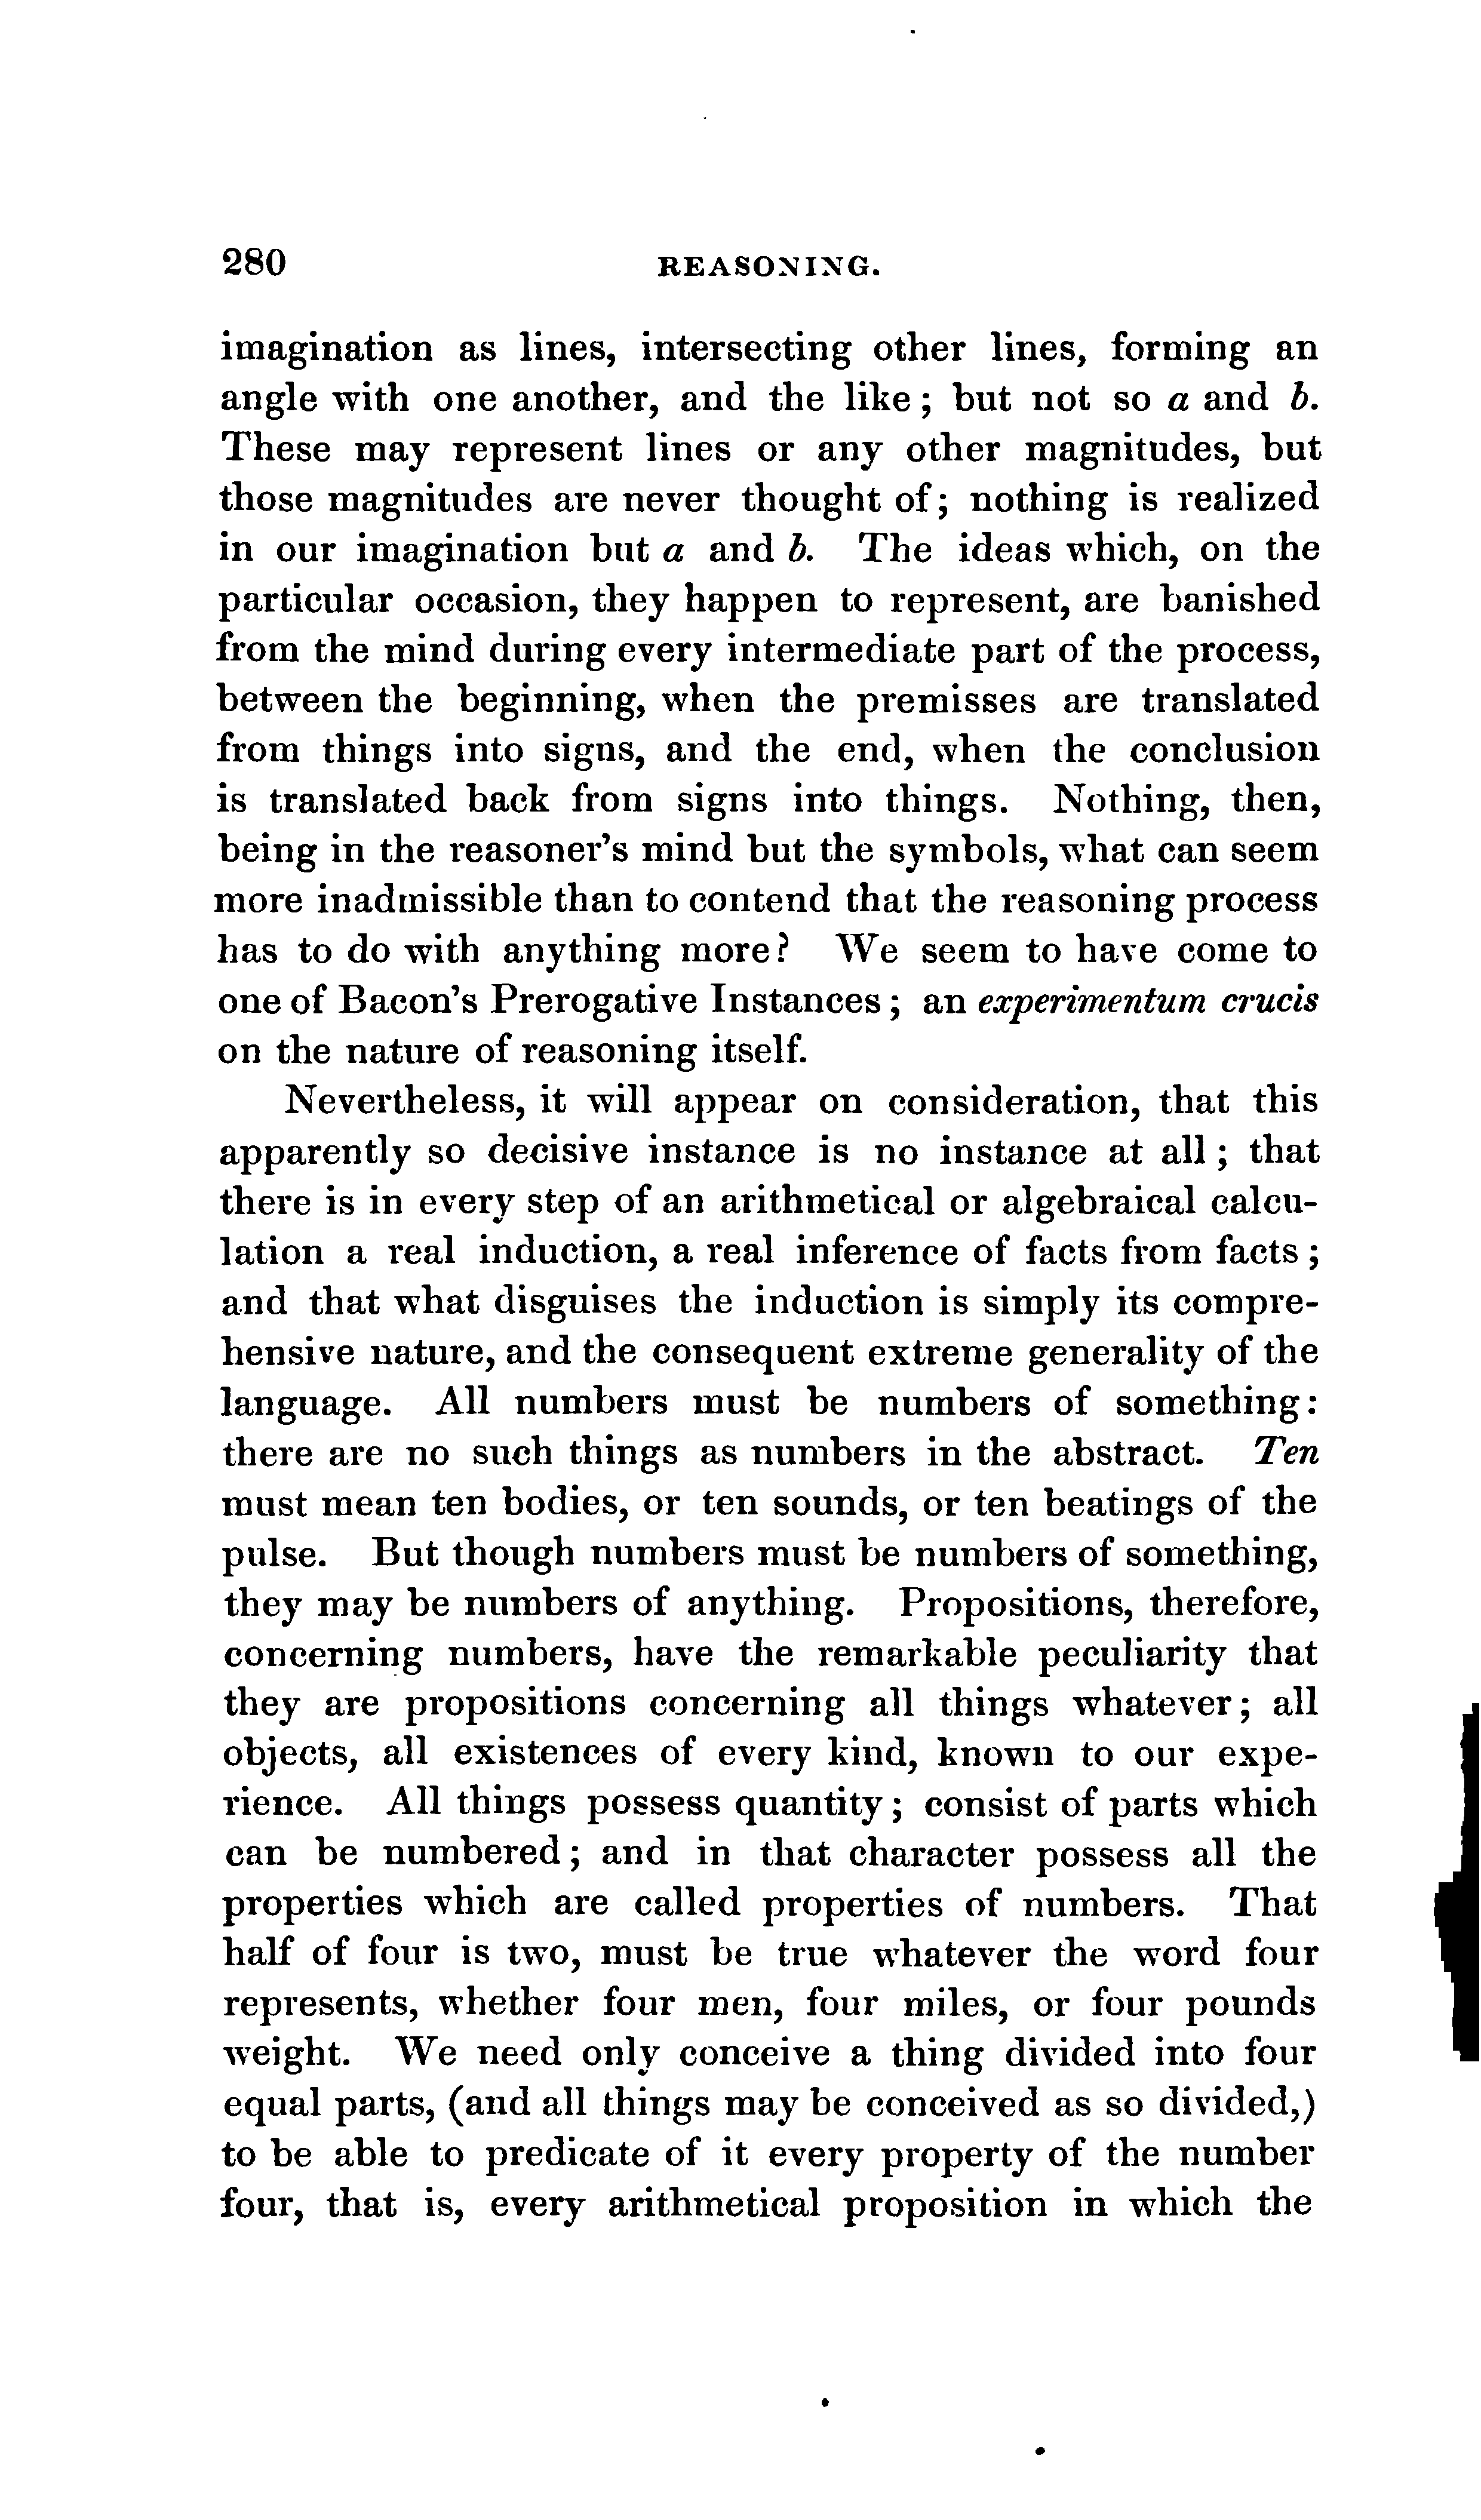 280 REASONING.
imagination as lines, intersecting other lines, forming an
angle with one another, and the like; but not so a and b.
These may represent lines or any other magnitudes, but
those magnitudes are never thought of; nothing is realized
in our imagination but a and b. The ideas which, on the
particular occasion, they happen to represent, are banished
from the mind during every intermediate part of the process,
between the beginning, when the premisses are translated
from things into signs, and the end, when the conclusion
is translated back from signs into things. Nothing, then,
being in the reasoner's mind but the symbols, what can seem
more inadmissible than to contend that the reasoning process
has to do with anything more? We seem to have come to
one of Bacon's Prerogative Instances; an experimentum crucis
on the nature of reasoning itself.
Nevertheless, it will appear on consideration, that this
apparently so decisive instance is no instance at all; that
there is in every step of an arithmetical or algebraical calcu-
lation a real induction, a real inference of facts from facts;
and that what disguises the induction is simply its compre-
hensive nature, and the consequent extreme generality of the
language. All numbers must be numbers of something:
there are no such things as numbers in the abstract. Ten
must mean ten bodies, or ten sounds, or ten beatings of the
pulse. But though numbers must be numbers of something,
they may be numbers of anything. Propositions, therefore,
concerning numbers, have the remarkable peculiarity that
they are propositions concerning all things whatever; all
objects, all existences of every kind, known to our expe-
rience. All things possess quantity; consist of parts which
can be numbered; and in that character possess all the
properties which are called properties of numbers. That
half of four is two, must be true whatever the word four
represents, whether four men, four miles, or four pounds
weight. We need only conceive a thing divided into four
equal parts, (and all things may be conceived as so divided,)
to be able to predicate of it every property of the number
four, that is, every arithmetical proposition in which the